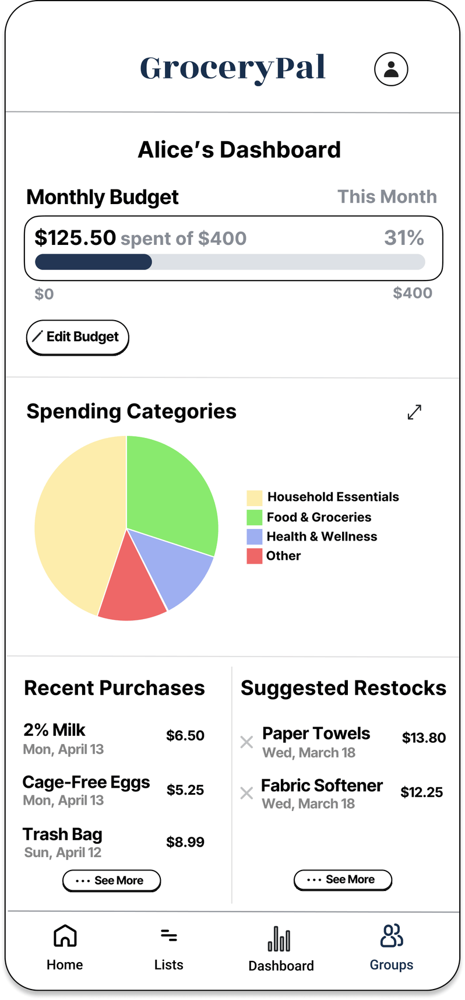 GroceryPal
Alice’s Dashboard
Monthly Budget
This Month
$125.50 spent of $400
31%
$0
$400
Edit Budget
Spending Categories
Household Essentials
Food & Groceries
Health & Wellness
Other
Recent Purchases
2% Milk
$6.50
Mon, April 13
Cage-Free Eggs
$5.25
Mon, April 13
Trash Bag
$8.99
Sun, April 12
··· See More
Suggested Restocks
Paper Towels
$13.80
Wed, March 18
Fabric Softener
$12.25
Wed, March 18
··· See More
Home
Lists
Dashboard
Groups